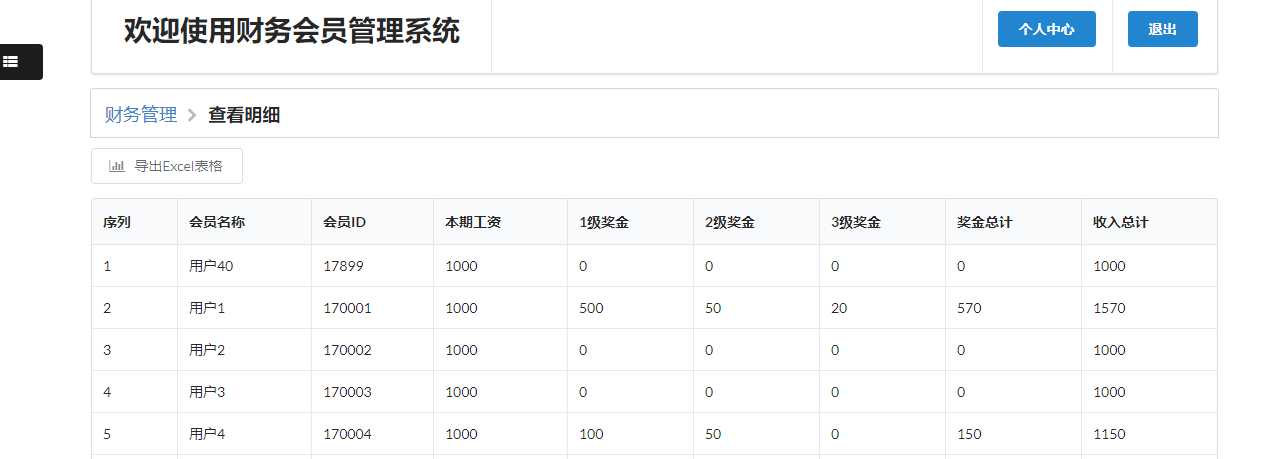 欢迎使用财务会员管理系统 个人中心 退出
财务管理 查看明细
导出Excel表格
序列 会员名称 会员ID 本期工资 1级奖金 2级奖金 3级奖金 奖金总计 收入总计
1 用户40 17899 1000 0 0 0 0 1000
2 用户1 170001 1000 500 50 20 570 1570
3 用户2 170002 1000 0 0 0 0 1000
4 用户3 170003 1000 0 0 0 0 1000
5 用户4 170004 1000 100 50 0 150 1150